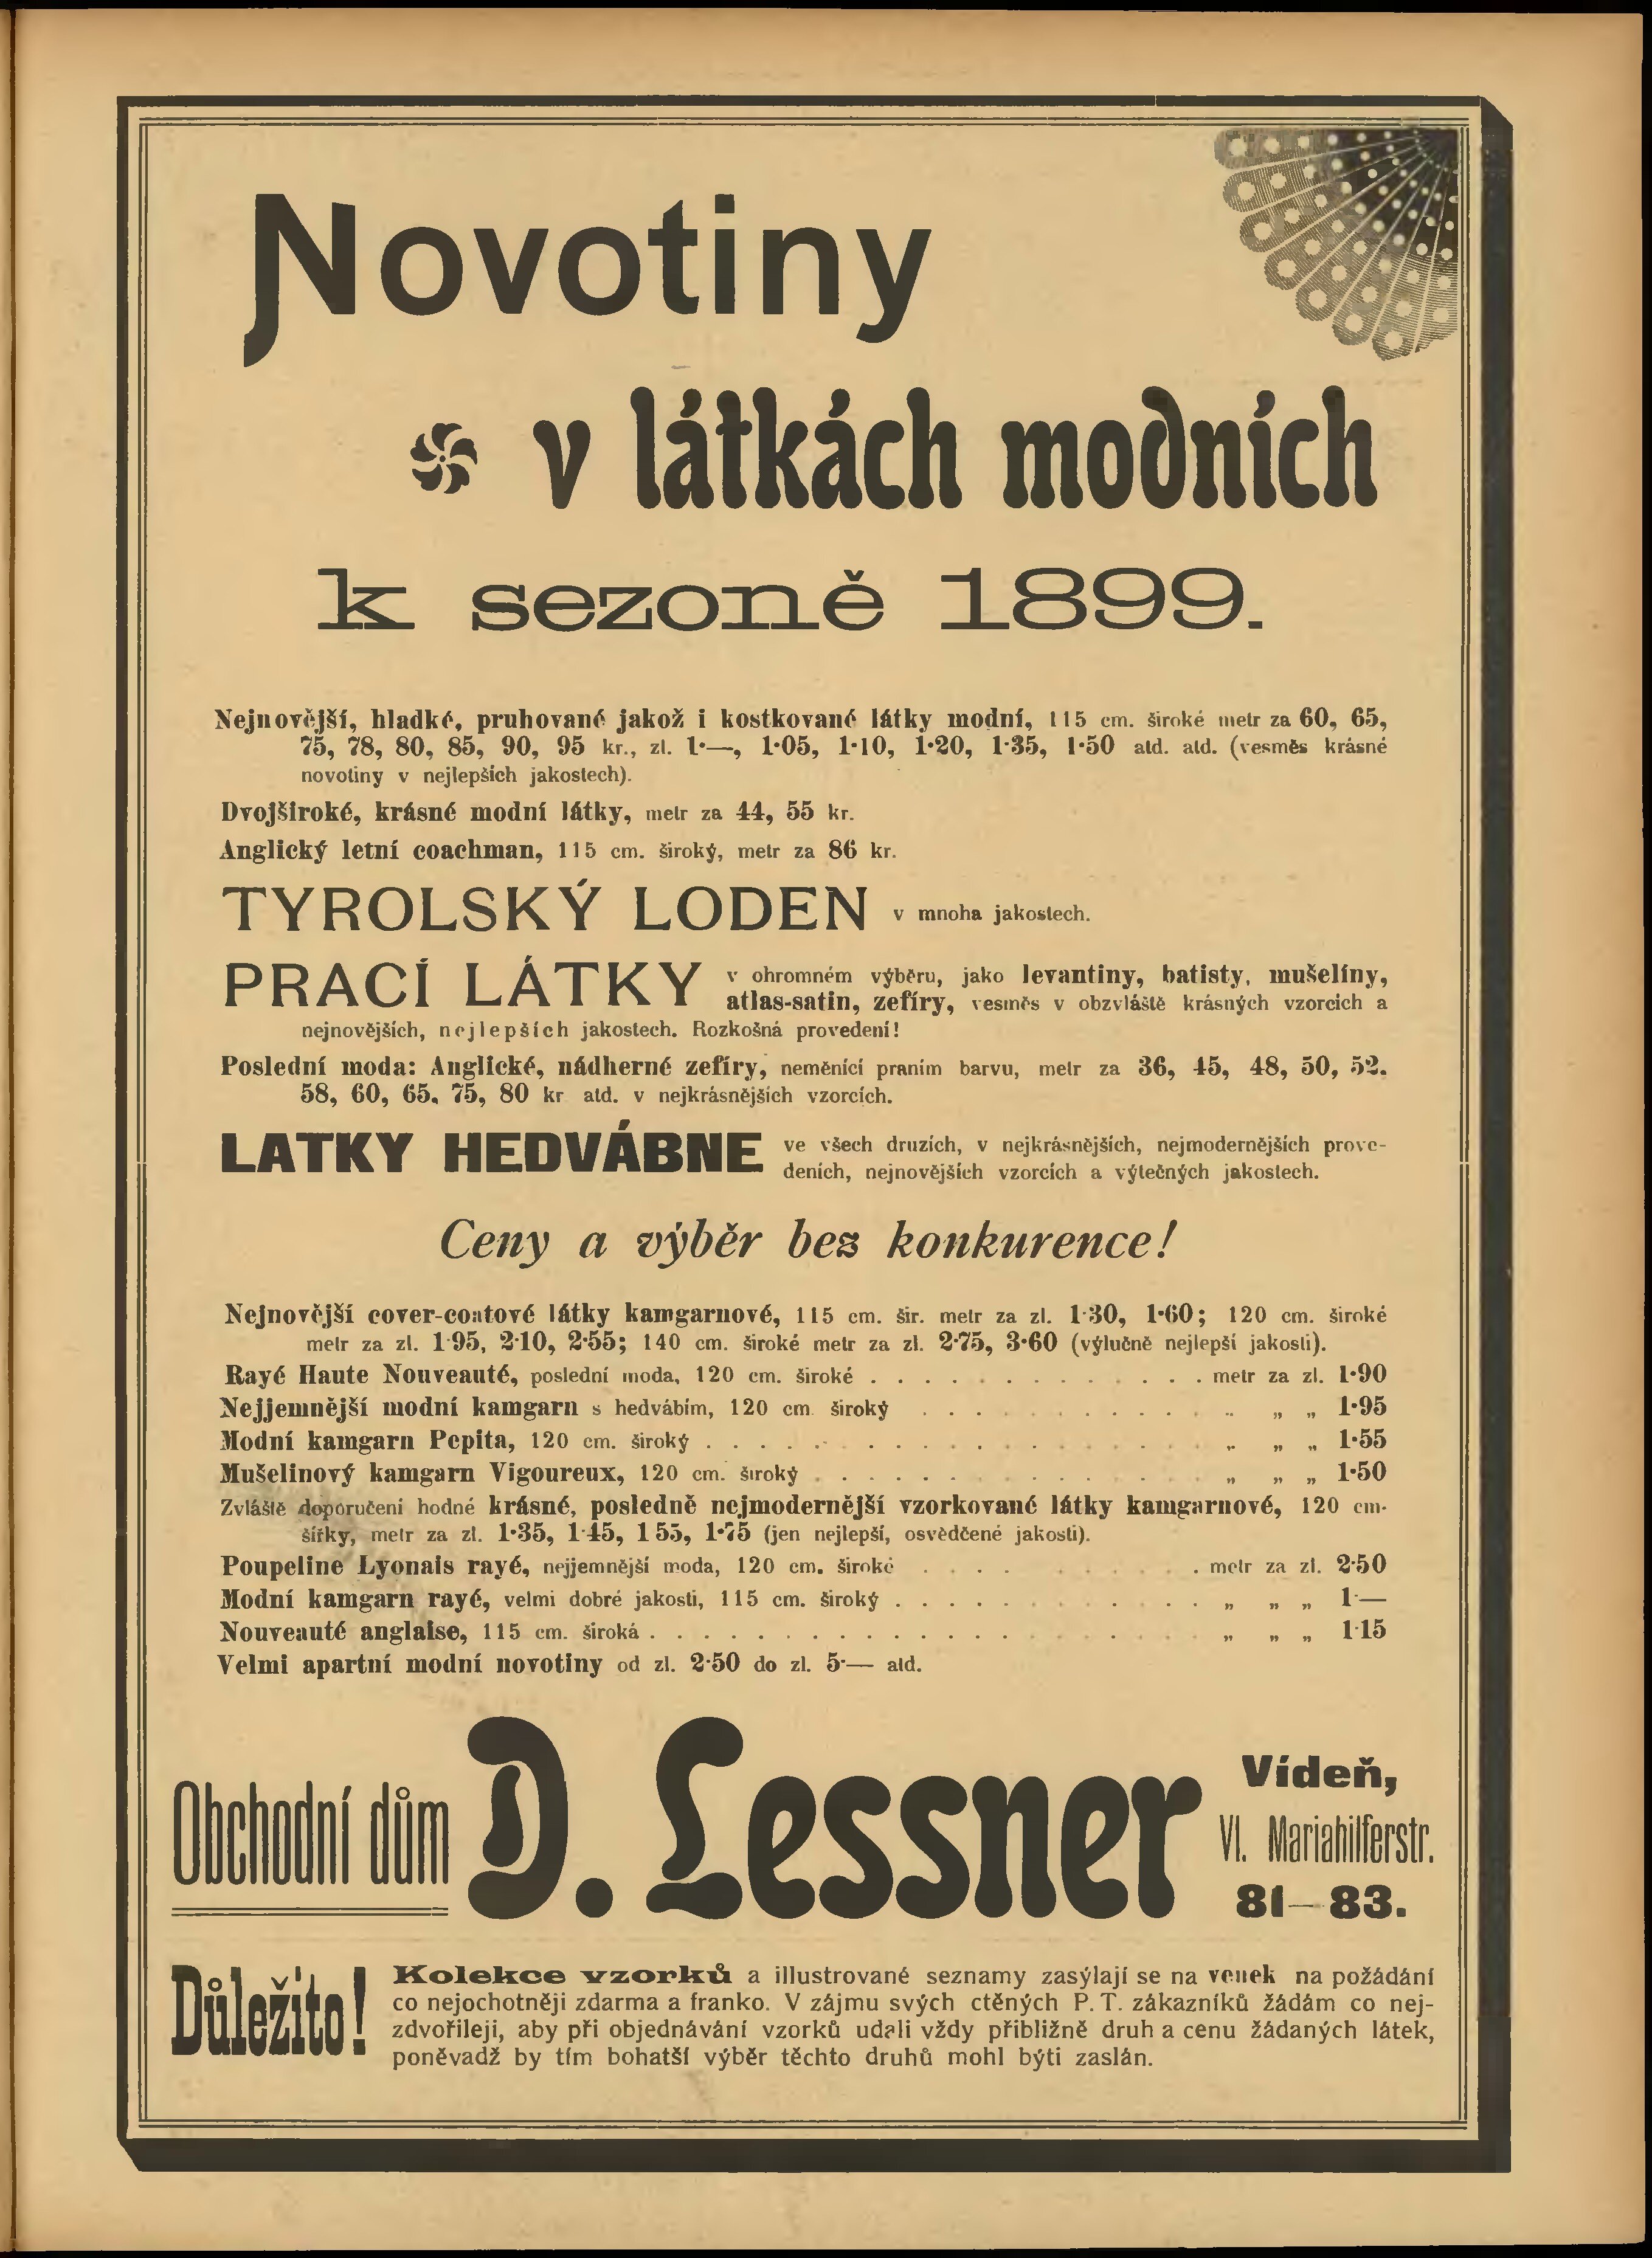 Novotiny
v látkách modních
k sezoně 1899.
Nejnovější, hladké, pruhované jakož i kostkované látky modní, 115 cm. široké metr za 60, 65,
75, 78, 80, 85, 90, 95 kr., zl. 1·—, 1·05, 1·10, 1·20, 1·35, 1·50 atd. atd. (vesměs krásné
novotiny v nejlepších jakostech).
Dvojširoké, krásné modní látky, metr za 44, 55 kr.
Anglický letní coachman, 115 cm. široký, metr za 86 kr.
TYROLSKÝ LODEN v mnoha jakostech.
PRACÍ LÁTKY v ohromném výběru, jako levantiny, batisty, mušelíny,
atlas-satin, zefíry, vesměs v obzvláště krásných vzorcích a
nejnovějších, nejlepších jakostech. Rozkošná provedení!
Poslední moda: Anglické, nádherné zefíry, neměnící praním barvu, metr za 36, 45, 48, 50, 52,
58, 60, 65, 75, 80 kr atd. v nejkrásnějších vzorcích.
LATKY HEDVÁBNE ve všech druzích, v nejkrásnějších, nejmodernějších prove-
deních, nejnovějších vzorcích a výtečných jakostech.
Ceny a výběr bez konkurence!
Nejnovější cover-coatové látky kamgarnové, 115 cm. šir. metr za zl. 1·30, 1·60; 120 cm. široké
metr za zl. 1·95, 2·10, 2·55; 140 cm. široké metr za zl. 2·75, 3·60 (výlučně nejlepší jakosti).
Rayé Haute Nouveauté, poslední moda, 120 cm. široké . . . . . . . . . . . . . metr za zl. 1·90
Nejjemnější modní kamgarn s hedvábím, 120 cm. široký . . . . . . . . . . . . „ „ „ 1·95
Modní kamgarn Pepita, 120 cm. široký . . . . . . . . . . . . . . . . . . . „ „ „ 1·55
Mušelinový kamgarn Vigoureux, 120 cm. široký . . . . . . . . . . . . . . . „ „ „ 1·50
Zvláště doporučení hodné krásné, posledně nejmodernější vzorkované látky kamgarnové, 120 cm·
šířky, metr za zl. 1·35, 1·45, 1 55, 1·75 (jen nejlepší, osvědčené jakosti).
Poupeline Lyonais rayé, nejjemnější moda, 120 cm. široké . . . . . . . . . . metr za zl. 2·50
Modní kamgarn rayé, velmi dobré jakosti, 115 cm. široký . . . . . . . . . . . . „ „ „ 1·—
Nouveauté anglaise, 115 cm. široká . . . . . . . . . . . . . . . . . . . . „ „ „ 1·15
Velmi apartní modní novotiny od zl. 2·50 do zl. 5·— atd.
Obchodní dům D. Lessner Vídeň,
VI. Mariahilferstr.
81—83.
Důležito! Kolekce vzorků a illustrované seznamy zasýlají se na venek na požádání
co nejochotněji zdarma a franko. V zájmu svých ctěných P. T. zákazníků žádám co nej-
zdvořileji, aby při objednávání vzorků udali vždy přibližně druh a cenu žádaných látek,
poněvadž by tím bohatší výběr těchto druhů mohl býti zaslán.